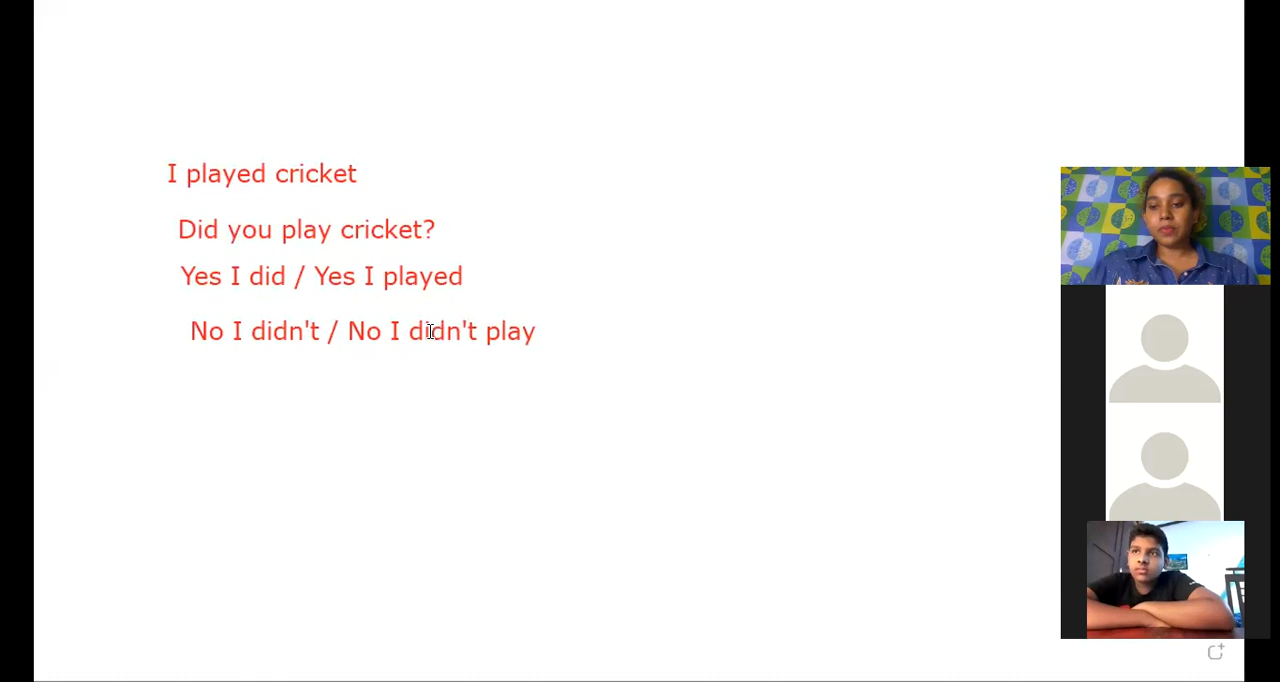 I played cricket
Did you play cricket?
Yes I did / Yes I played
No I didn't / No I didn't play